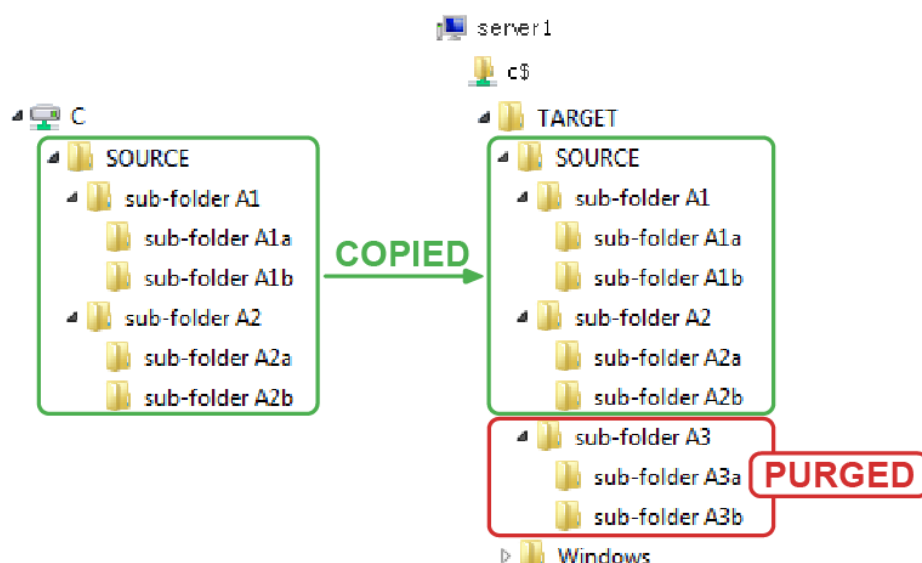 server1
c$
C
TARGET
SOURCE
SOURCE
sub-folder A1
sub-folder A1
sub-folder A1a
sub-folder A1a
COPIED
sub-folder A1b
sub-folder A1b
sub-folder A2
sub-folder A2
sub-folder A2a
sub-folder A2a
sub-folder A2b
sub-folder A2b
sub-folder A3
sub-folder A3a
PURGED
sub-folder A3b
Windows